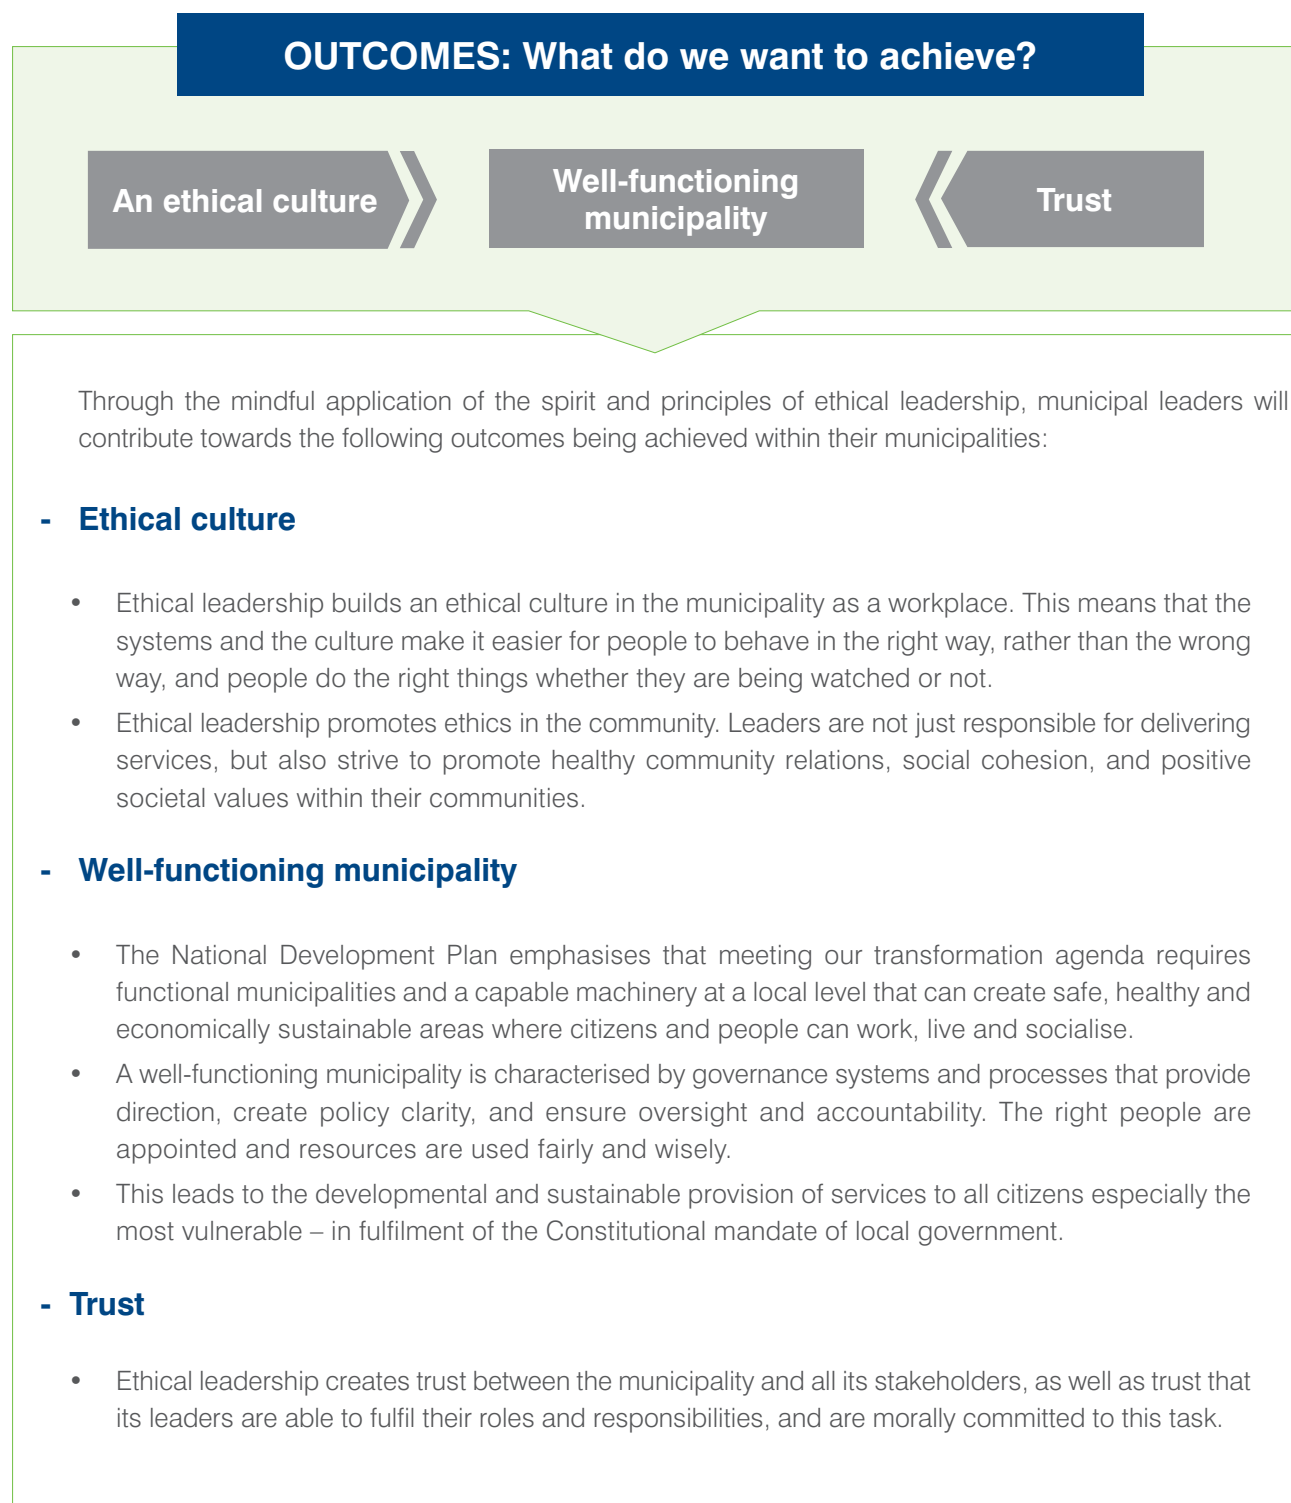 OUTCOMES: What do we want to achieve?
An ethical culture
Well-functioning
municipality
Trust
Through the mindful application of the spirit and principles of ethical leadership, municipal leaders will
contribute towards the following outcomes being achieved within their municipalities:
- Ethical culture
• Ethical leadership builds an ethical culture in the municipality as a workplace. This means that the
systems and the culture make it easier for people to behave in the right way, rather than the wrong
way, and people do the right things whether they are being watched or not.
• Ethical leadership promotes ethics in the community. Leaders are not just responsible for delivering
services, but also strive to promote healthy community relations, social cohesion, and positive
societal values within their communities.
- Well-functioning municipality
• The National Development Plan emphasises that meeting our transformation agenda requires
functional municipalities and a capable machinery at a local level that can create safe, healthy and
economically sustainable areas where citizens and people can work, live and socialise.
• A well-functioning municipality is characterised by governance systems and processes that provide
direction, create policy clarity, and ensure oversight and accountability. The right people are
appointed and resources are used fairly and wisely.
• This leads to the developmental and sustainable provision of services to all citizens especially the
most vulnerable – in fulfilment of the Constitutional mandate of local government.
- Trust
• Ethical leadership creates trust between the municipality and all its stakeholders, as well as trust that
its leaders are able to fulfil their roles and responsibilities, and are morally committed to this task.